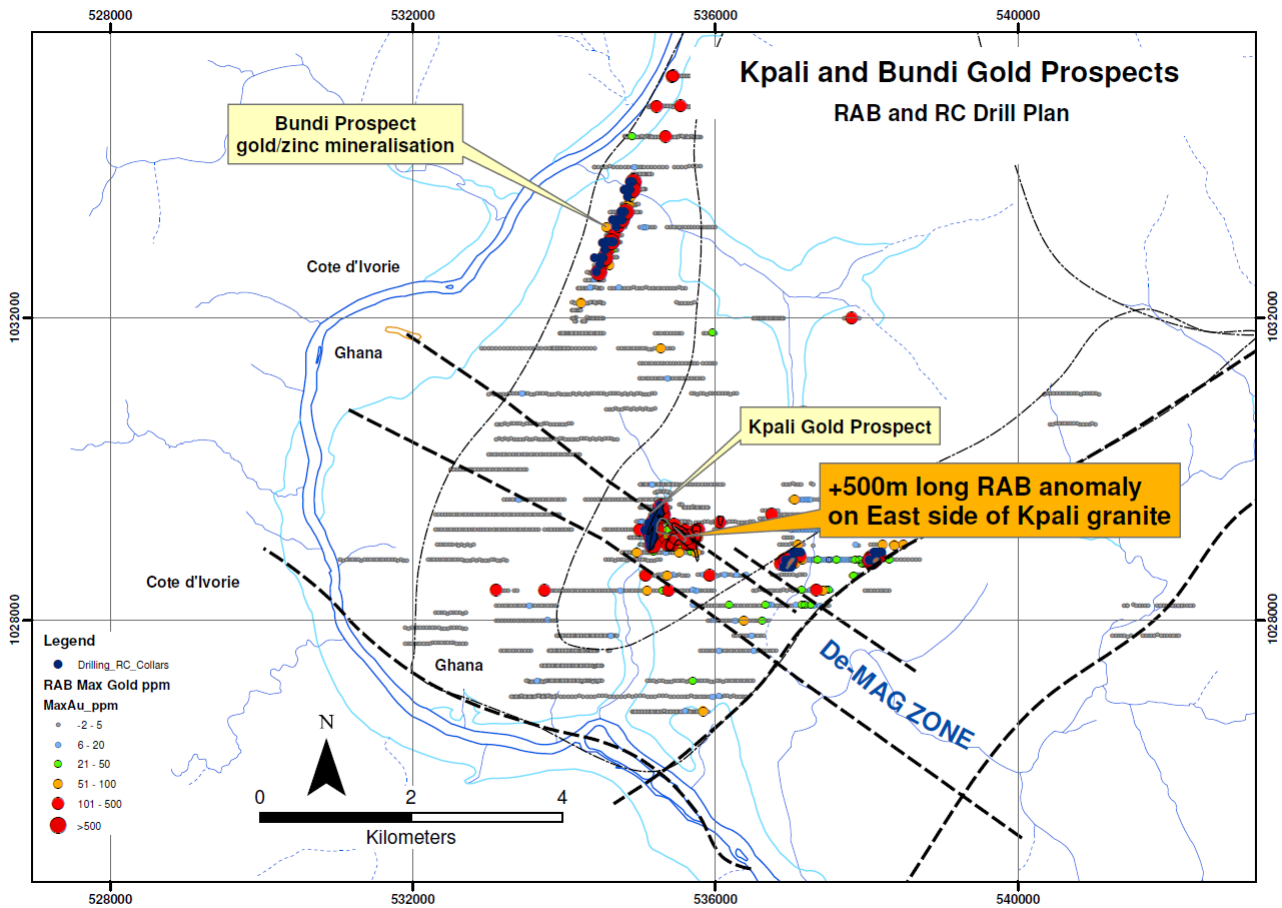 528000
532000
536000
540000
Kpali and Bundi Gold Prospects
RAB and RC Drill Plan
Bundi Prospect
gold/zinc mineralisation
Cote d'Ivorie
1032000
1032000
Ghana
Kpali Gold Prospect
+500m long RAB anomaly
on East side of Kpali granite
Cote d'Ivorie
1028000
1028000
Ghana
De-MAG ZONE
Legend
Drilling_RC_Collars
RAB Max Gold ppm
MaxAu_ppm
-2 - 5
6 - 20
21 - 50
51 - 100
101 - 500
>500
N
0 2 4
Kilometers
528000
532000
536000
540000